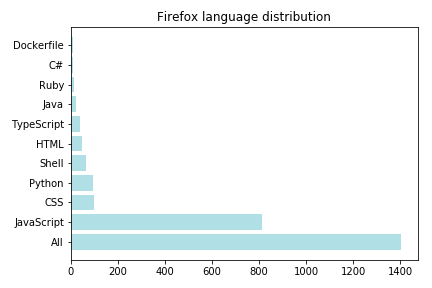 Firefox language distribution
Dockerfile
C#
Ruby
Java
TypeScript
HTML
Shell
Python
CSS
JavaScript
All
0 200 400 600 800 1000 1200 1400